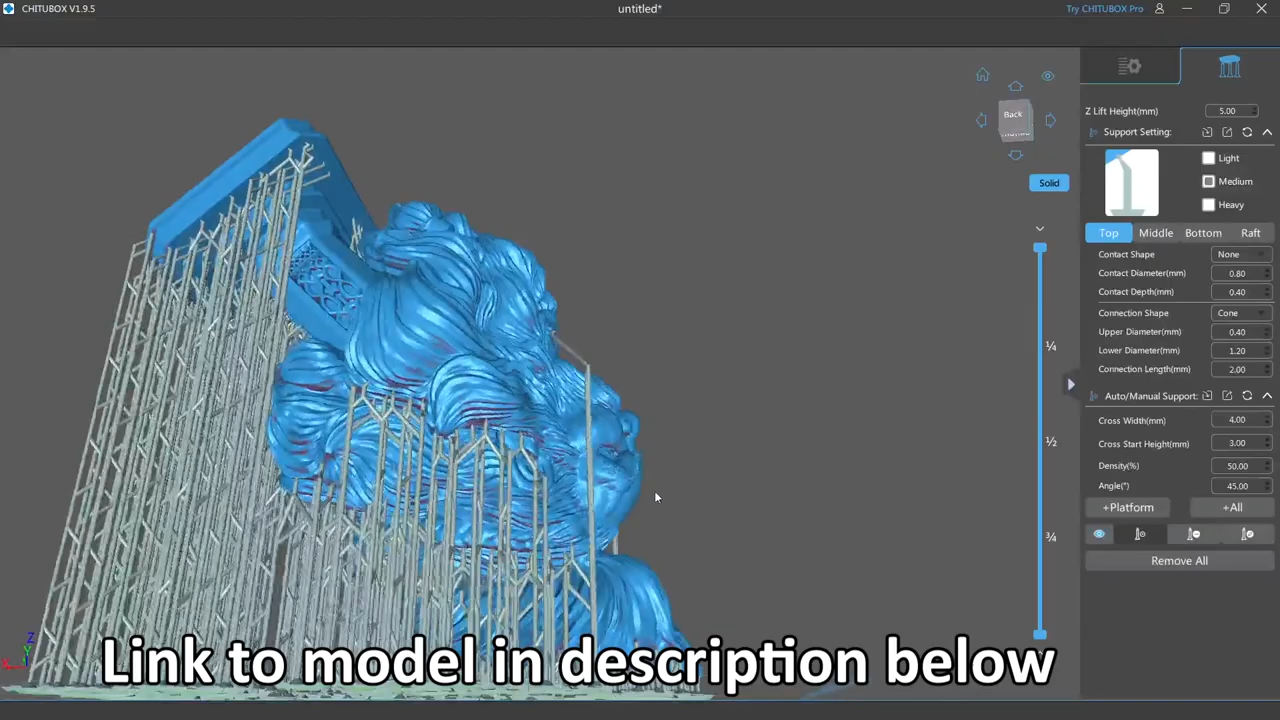 CHITUBOX V1.9.5
untitled*
Try CHITUBOX Pro
Back
Solid
¼
½
¾
Z Lift Height(mm) 5.00
Support Setting:
Light
Medium
Heavy
Top Middle Bottom Raft
Contact Shape None
Contact Diameter(mm) 0.80
Contact Depth(mm) 0.40
Connection Shape Cone
Upper Diameter(mm) 0.40
Lower Diameter(mm) 1.20
Connection Length(mm) 2.00
Auto/Manual Support:
Cross Width(mm) 4.00
Cross Start Height(mm) 3.00
Density(%) 50.00
Angle(°) 45.00
+Platform +All
Remove All
Z
Y
X
Link to model in description below